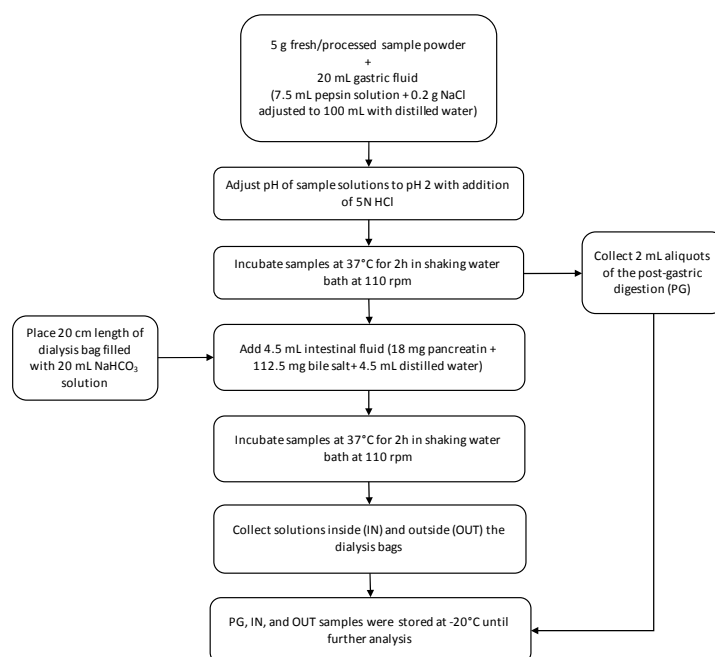 5 g fresh/processed sample powder
+
20 mL gastric fluid
(7.5 mL pepsin solution + 0.2 g NaCl
adjusted to 100 mL with distilled water)
Adjust pH of sample solutions to pH 2 with addition
of 5N HCl
Incubate samples at 37°C for 2h in shaking water
bath at 110 rpm
Collect 2 mL aliquots
of the post-gastric
digestion (PG)
Place 20 cm length of
dialysis bag filled
with 20 mL NaHCO₃
solution
Add 4.5 mL intestinal fluid (18 mg pancreatin +
112.5 mg bile salt+ 4.5 mL distilled water)
Incubate samples at 37°C for 2h in shaking water
bath at 110 rpm
Collect solutions inside (IN) and outside (OUT) the
dialysis bags
PG, IN, and OUT samples were stored at -20°C until
further analysis